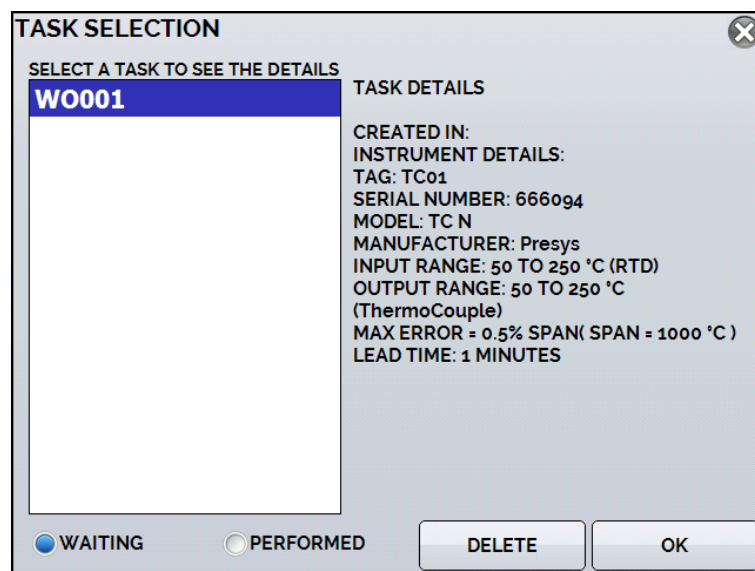 TASK SELECTION
SELECT A TASK TO SEE THE DETAILS
WO001
TASK DETAILS
CREATED IN:
INSTRUMENT DETAILS:
TAG: TC01
SERIAL NUMBER: 666094
MODEL: TC N
MANUFACTURER: Presys
INPUT RANGE: 50 TO 250 °C (RTD)
OUTPUT RANGE: 50 TO 250 °C
(ThermoCouple)
MAX ERROR = 0.5% SPAN( SPAN = 1000 °C )
LEAD TIME: 1 MINUTES
WAITING
PERFORMED
DELETE
OK